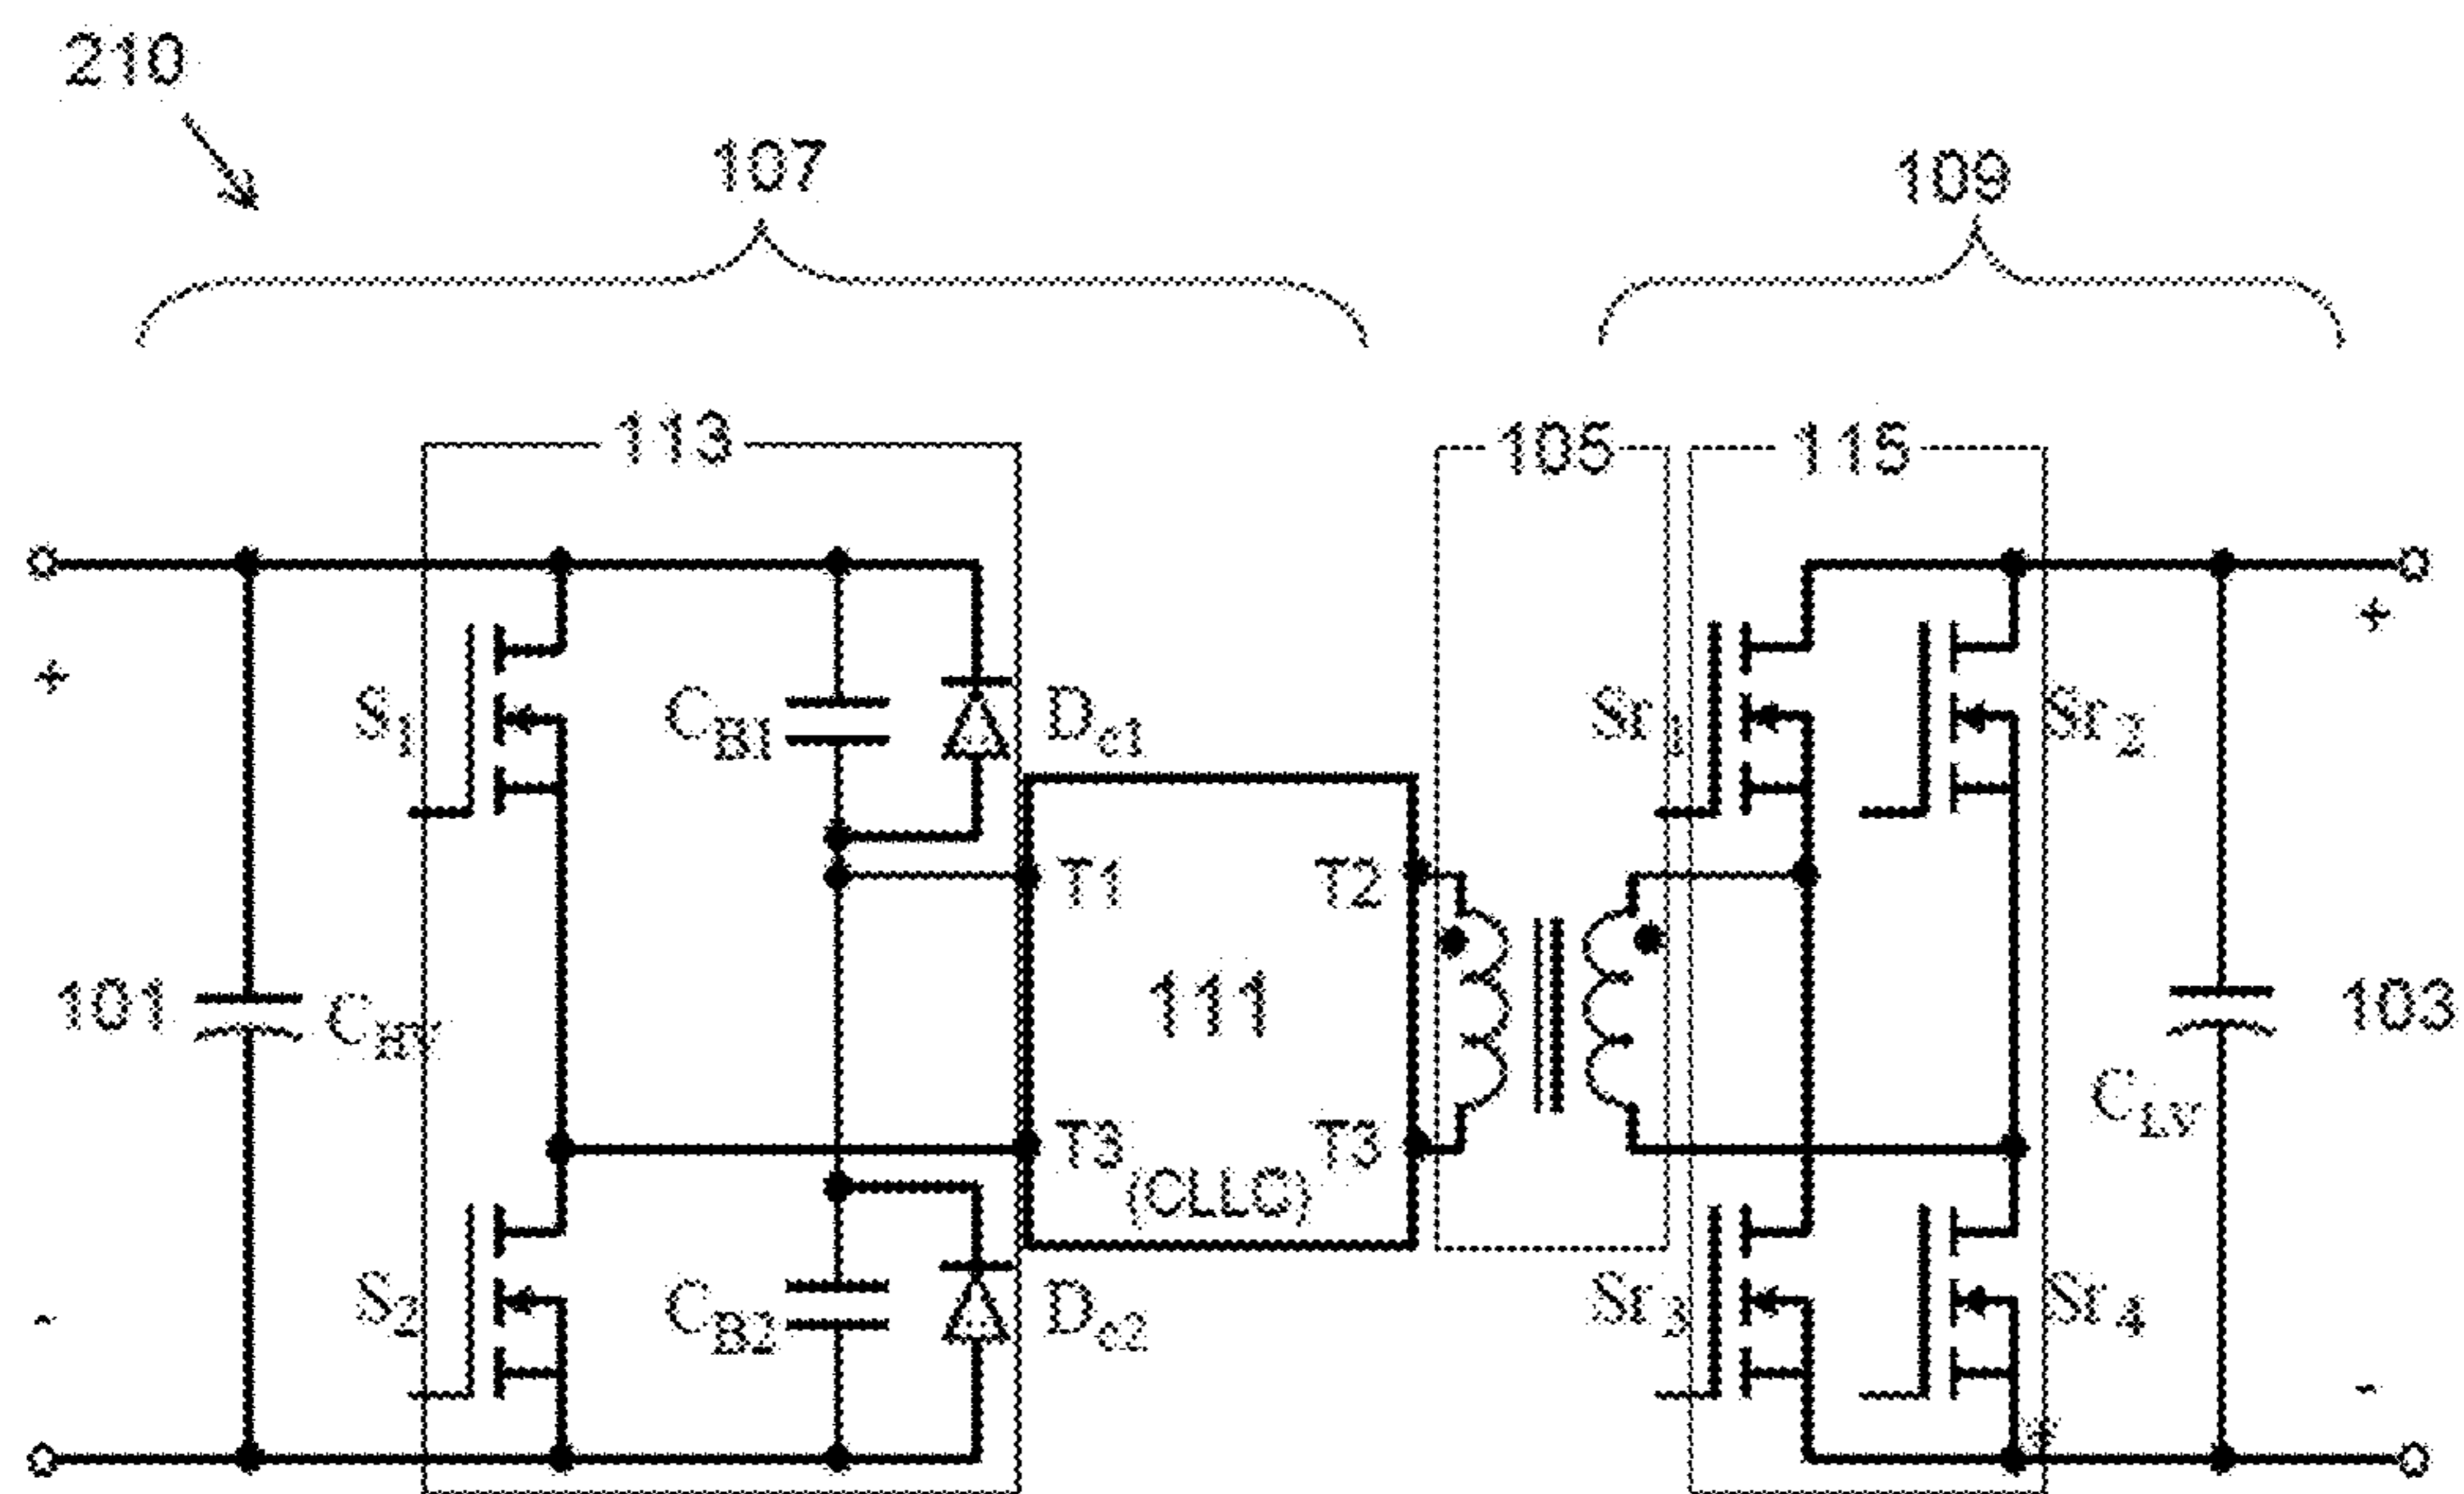 210
107
109
113
105
115
+
+
S1
CB1
Dc1
Sr1
Sr2
T1
T2
101
CHV
111
103
CLV
T3
T3
(CLLC)
S2
CB2
Dc2
Sr3
Sr4
-
-
*